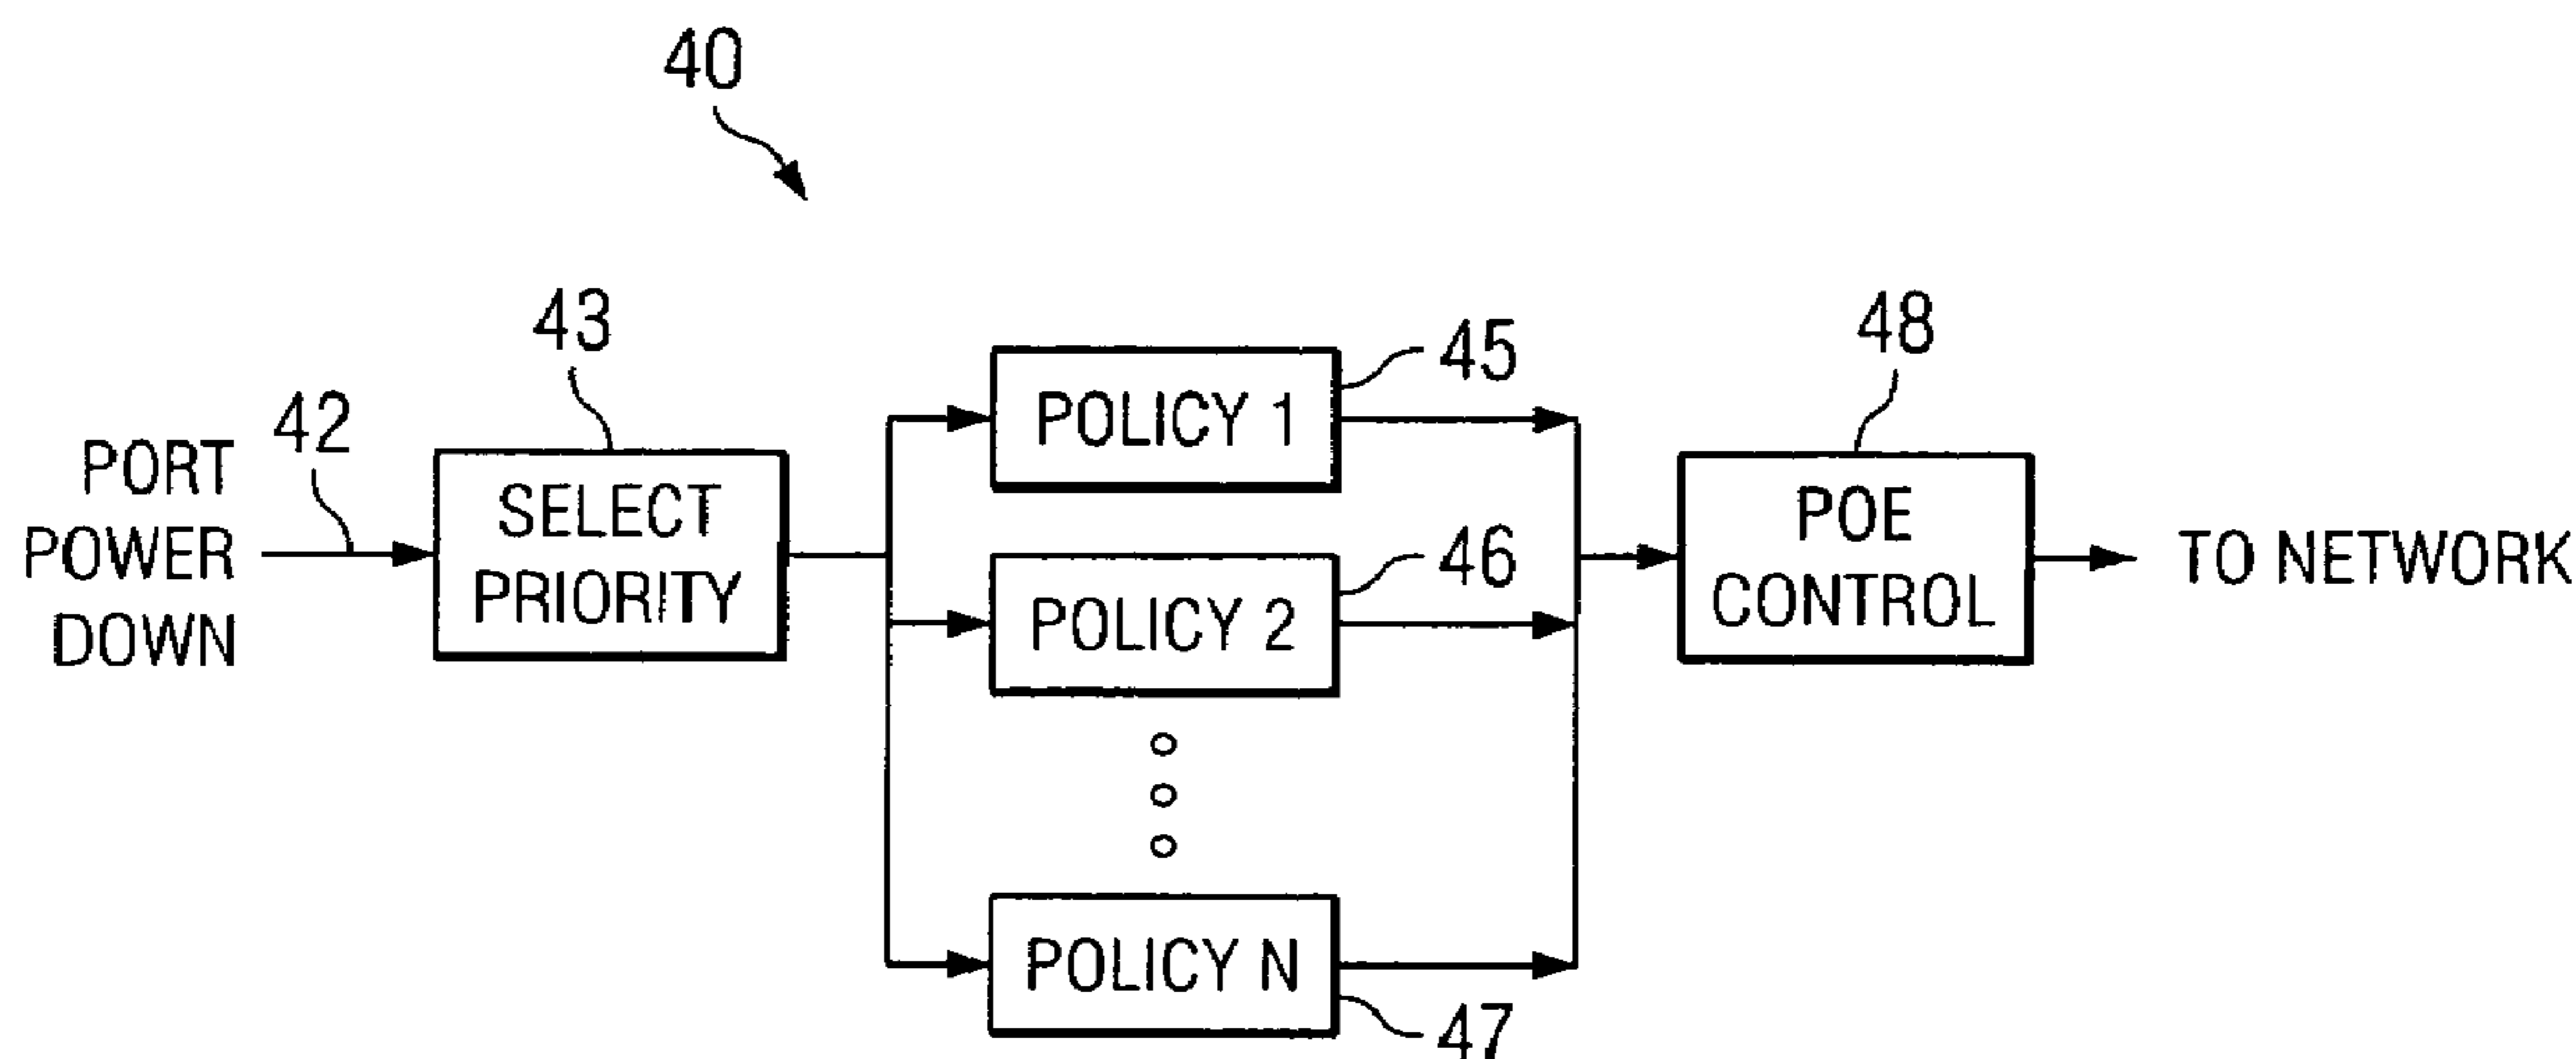 40
43
42
PORT
POWER
DOWN
SELECT
PRIORITY
POLICY 1
45
POLICY 2
46
POLICY N
47
48
POE
CONTROL
TO NETWORK